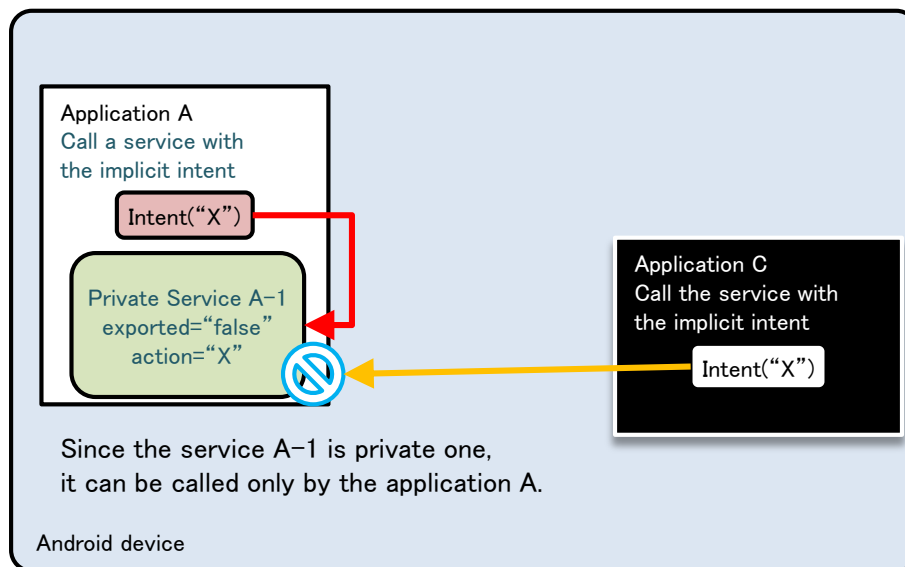 Application A
Call a service with
the implicit intent
Intent(“X”)
Private Service A-1
exported=“false”
action=“X”
Application C
Call the service with
the implicit intent
Intent(“X”)
Since the service A-1 is private one,
it can be called only by the application A.
Android device